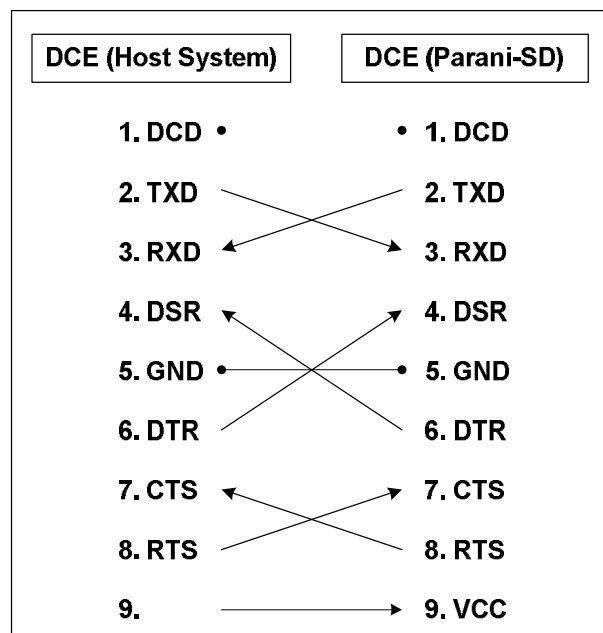 DCE (Host System) DCE (Parani-SD)
1. DCD 1. DCD
2. TXD 2. TXD
3. RXD 3. RXD
4. DSR 4. DSR
5. GND 5. GND
6. DTR 6. DTR
7. CTS 7. CTS
8. RTS 8. RTS
9. 9. VCC